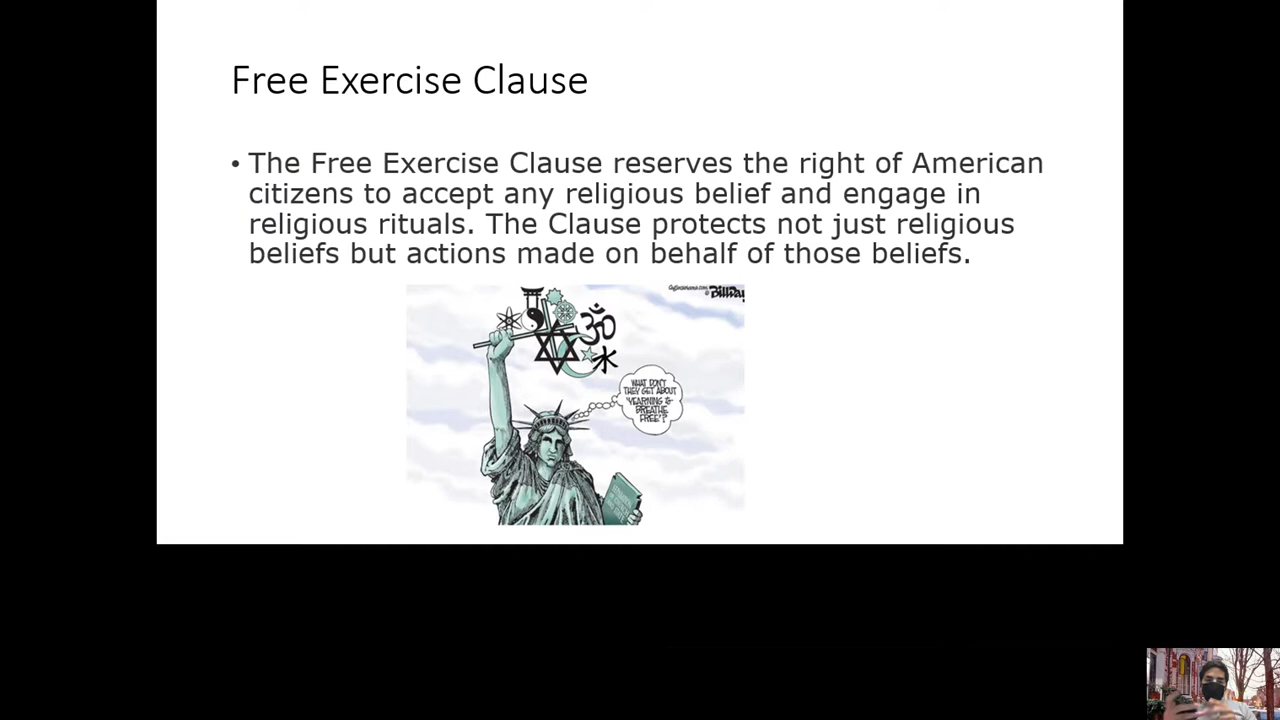 Free Exercise Clause
• The Free Exercise Clause reserves the right of American
citizens to accept any religious belief and engage in
religious rituals. The Clause protects not just religious
beliefs but actions made on behalf of those beliefs.
WHAT DON'T
THEY GET ABOUT
'YEARNING TO
BREATHE
FREE'?